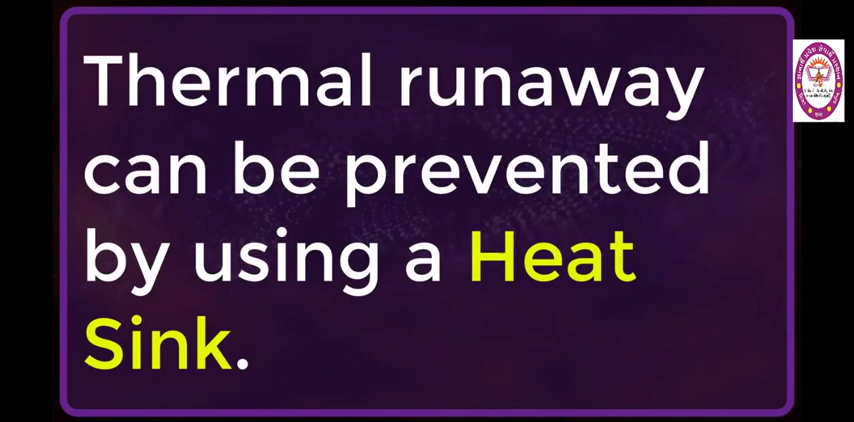 Thermal runaway
can be prevented
by using a Heat
Sink.